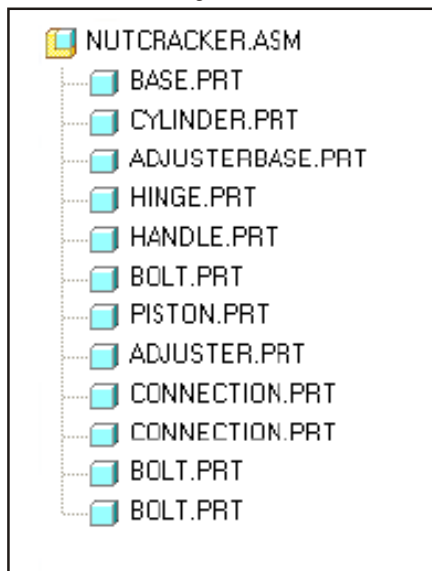 NUTCRACKER.ASM
BASE.PRT
CYLINDER.PRT
ADJUSTERBASE.PRT
HINGE.PRT
HANDLE.PRT
BOLT.PRT
PISTON.PRT
ADJUSTER.PRT
CONNECTION.PRT
CONNECTION.PRT
BOLT.PRT
BOLT.PRT